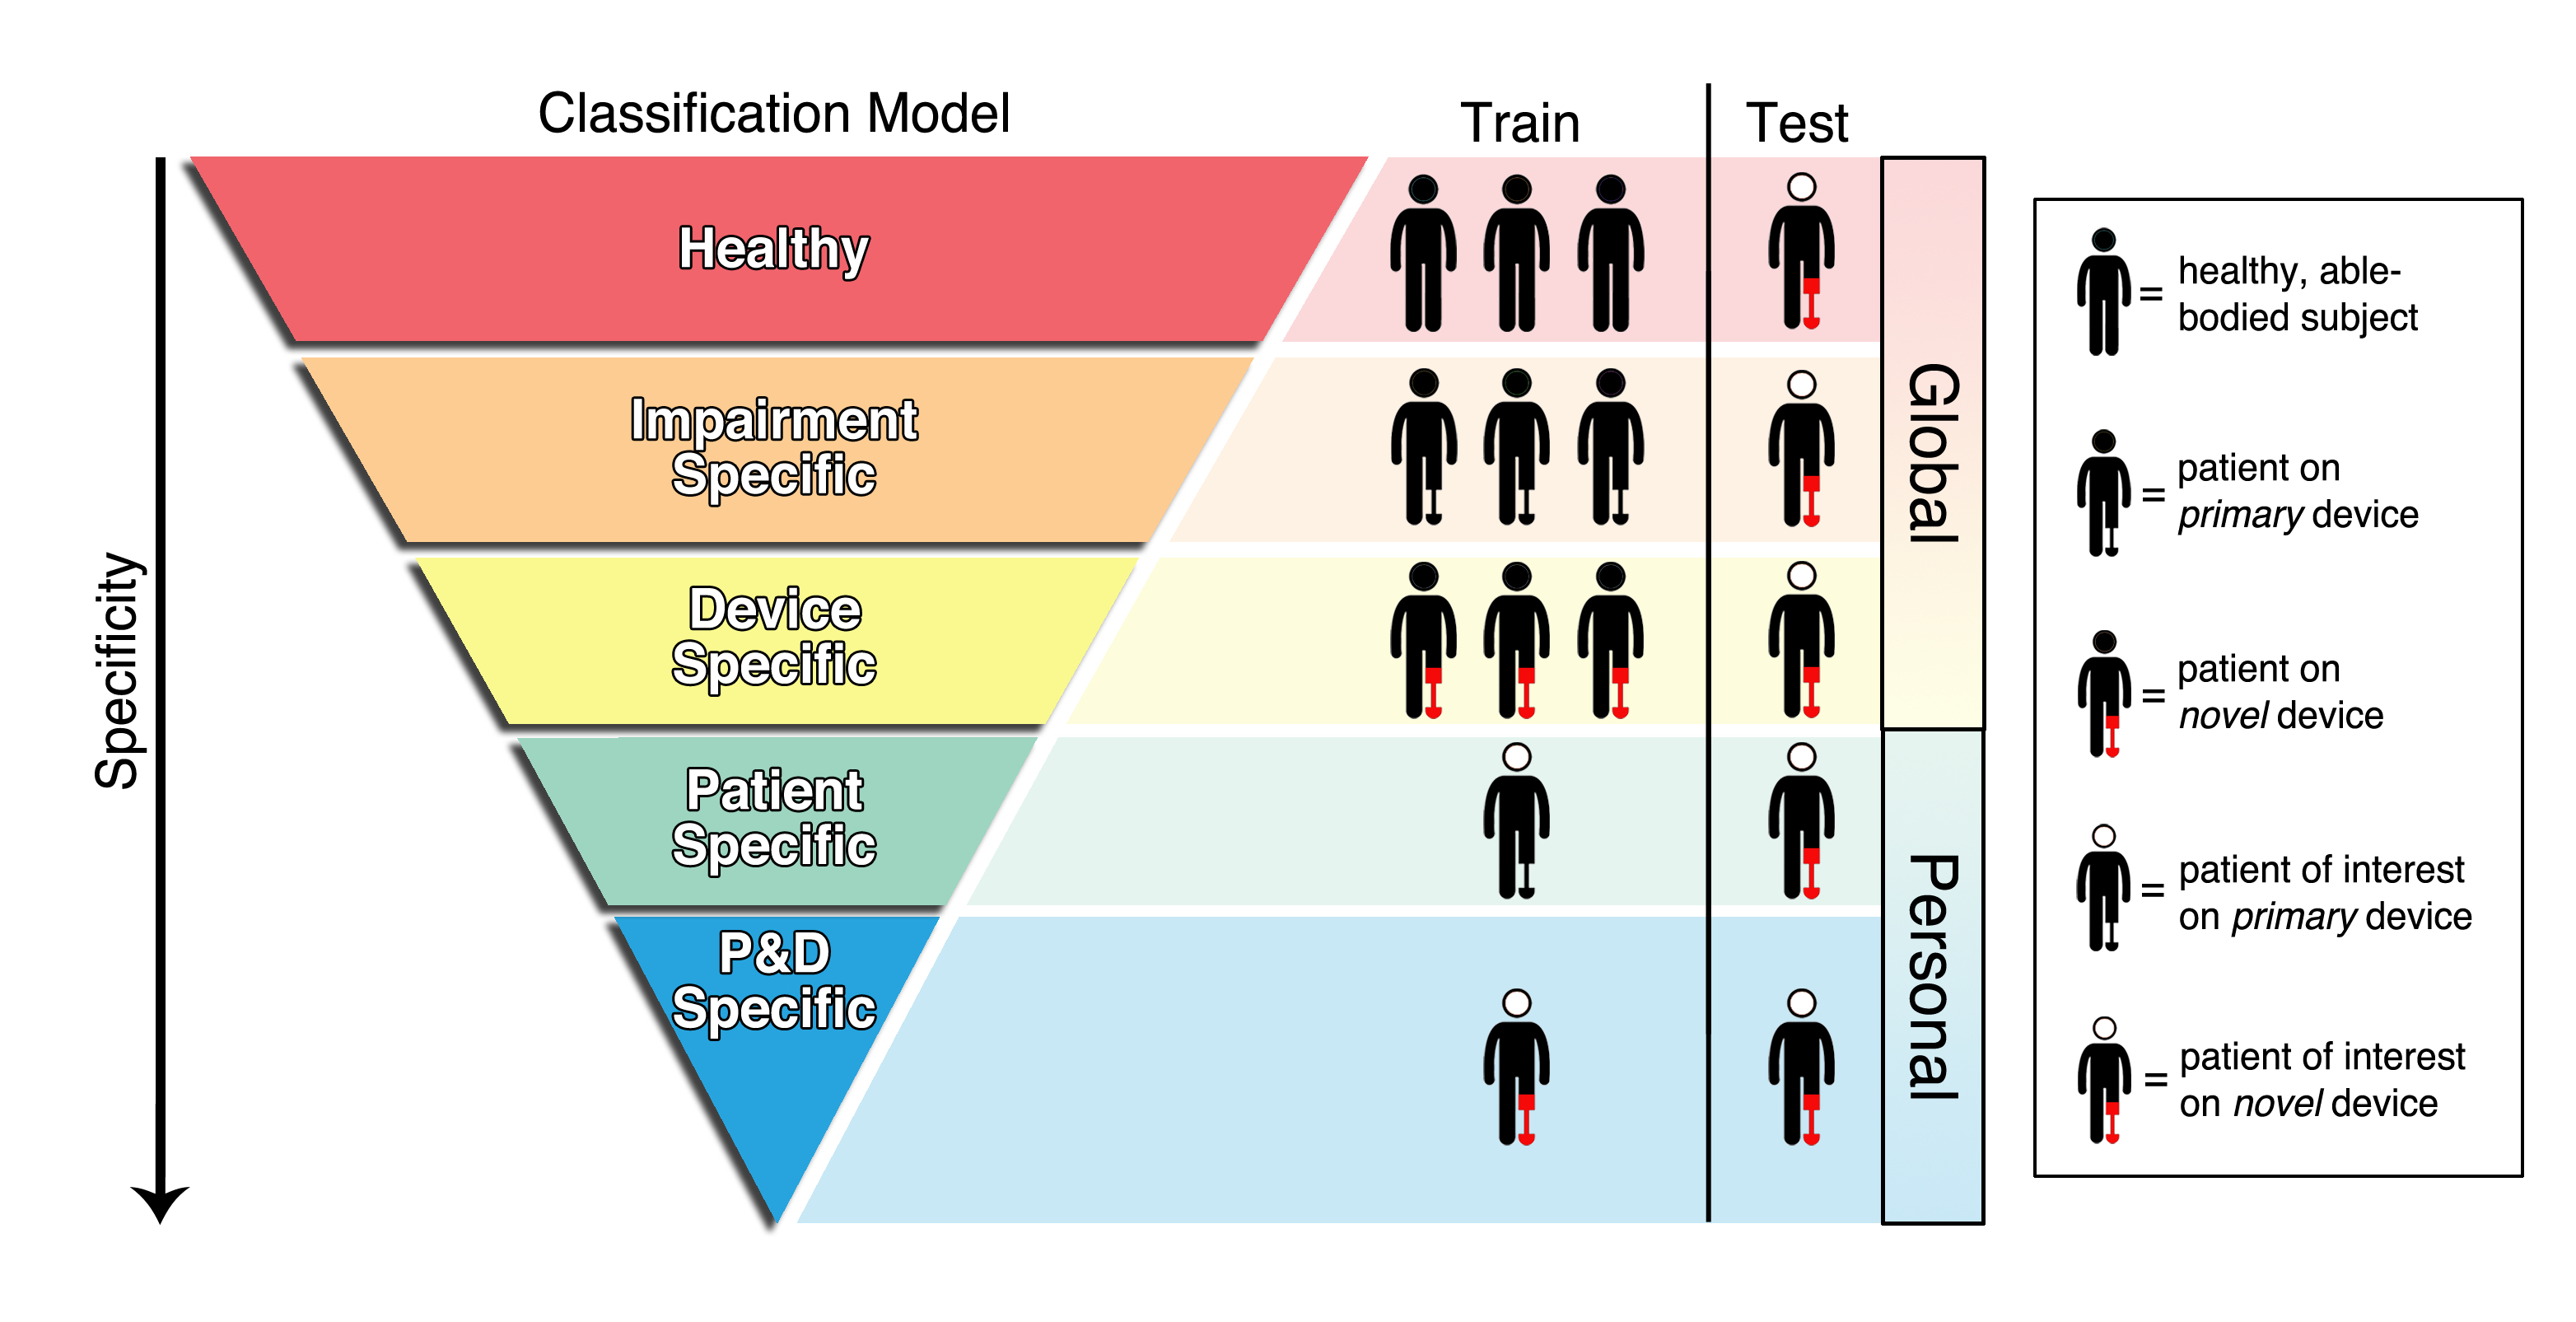 Classification Model
Train
Test
Specificity
Healthy
Impairment
Specific
Device
Specific
Patient
Specific
P&D
Specific
Global
Personal
= healthy, able-
bodied subject
= patient on
primary device
= patient on
novel device
= patient of interest
on primary device
= patient of interest
on novel device